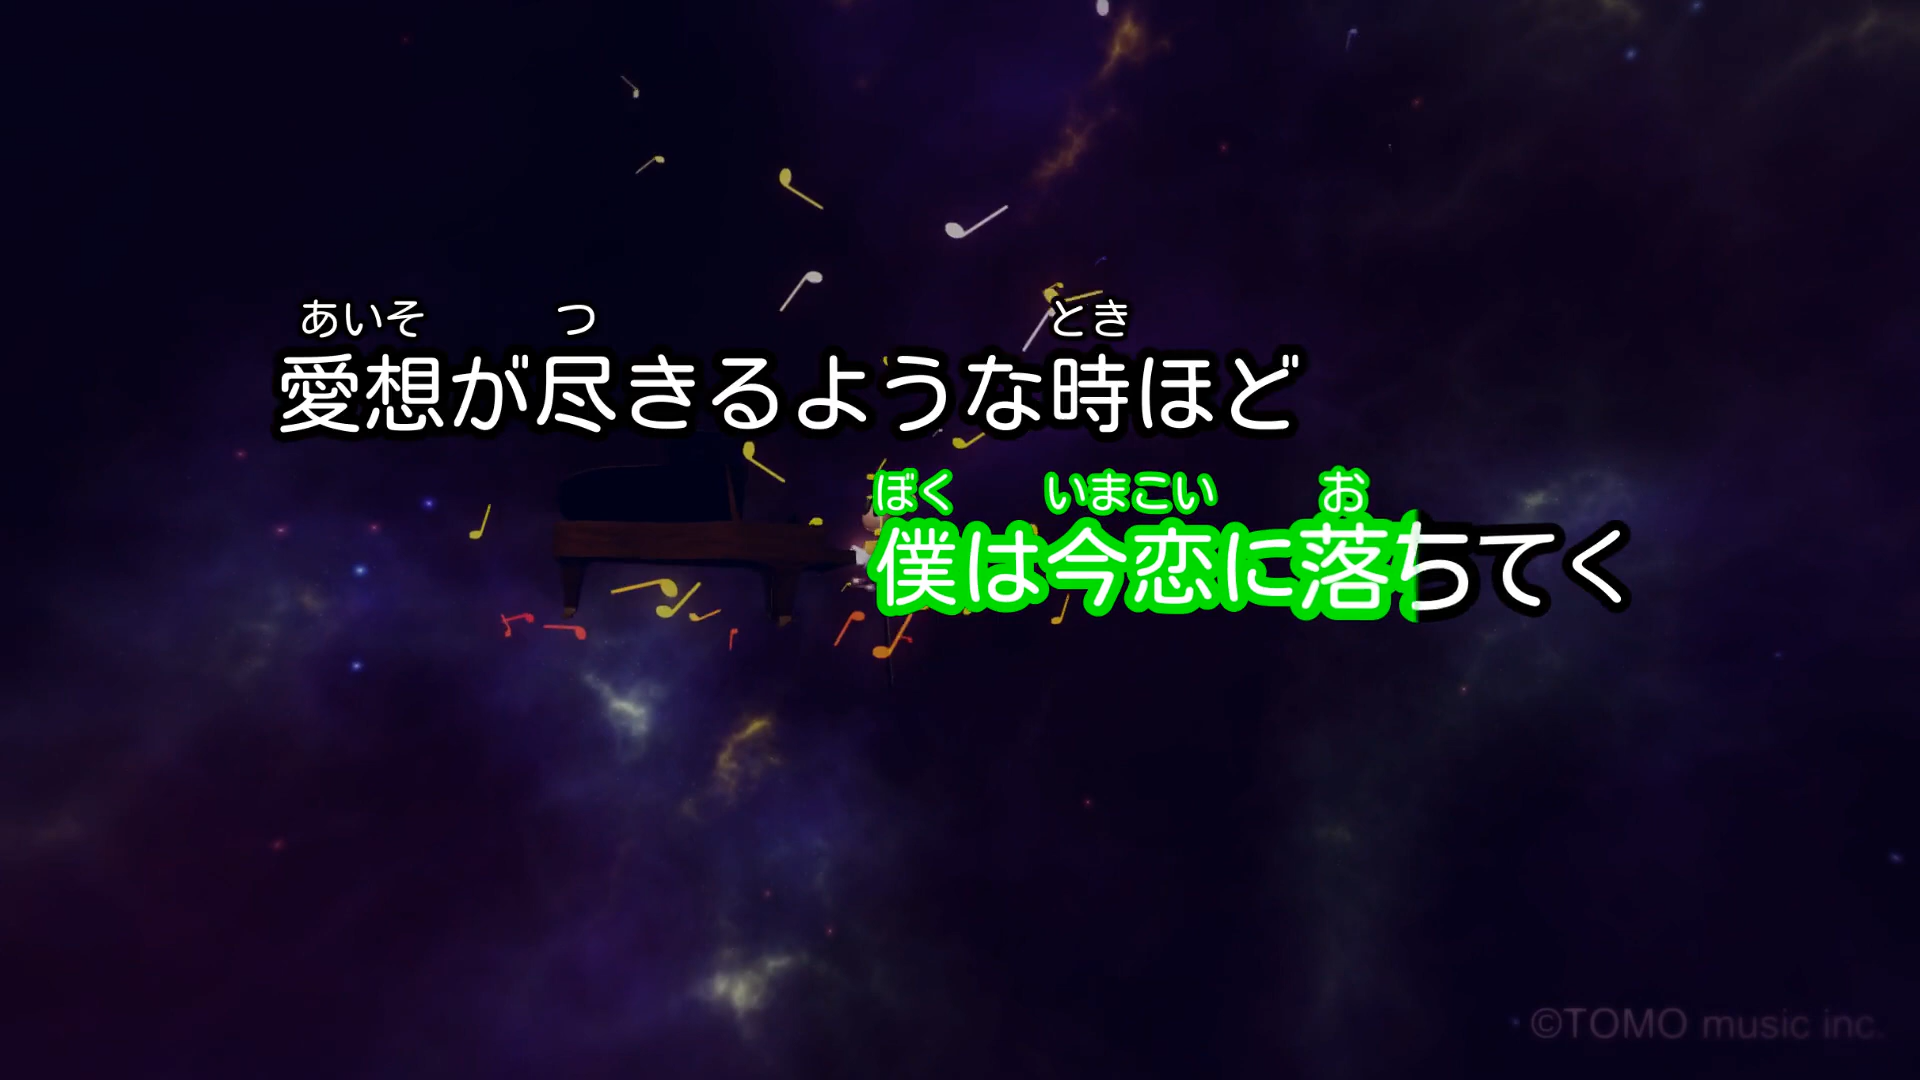 あいそ つ とき
愛想が尽きるような時ほど
ぼく いまこい お
僕は今恋に落ちてく
©TOMO music inc.